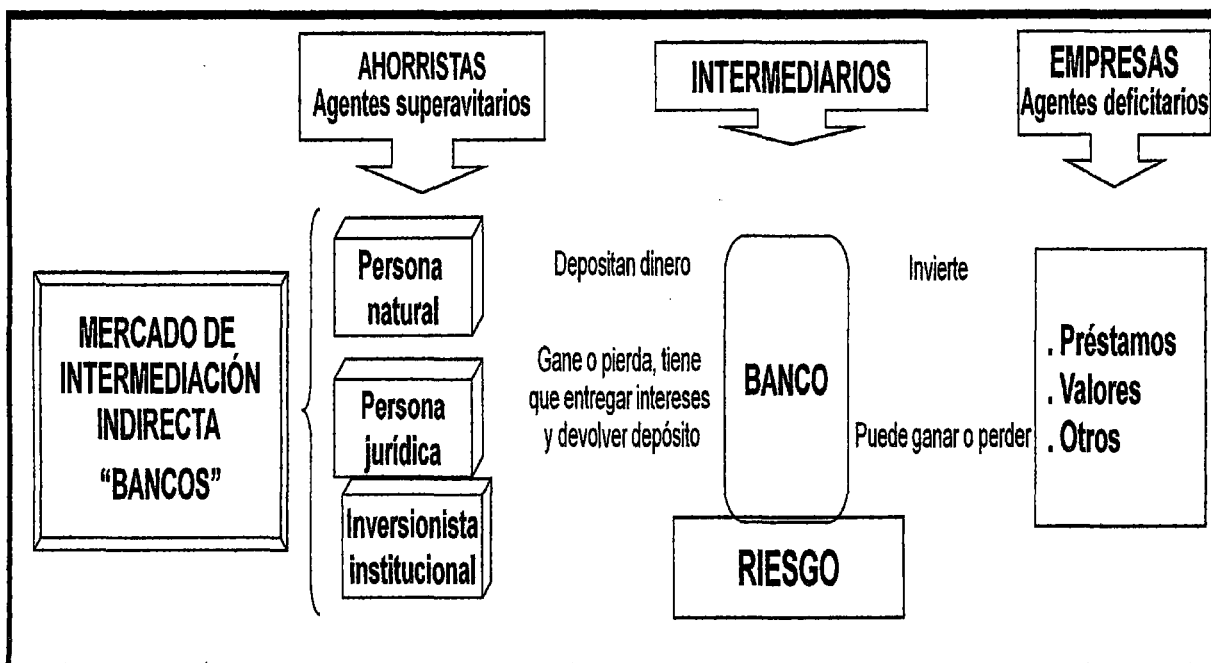 AHORRISTAS
Agentes superavitarios
INTERMEDIARIOS
EMPRESAS
Agentes deficitarios
MERCADO DE
INTERMEDIACIÓN
INDIRECTA
“BANCOS”
Persona
natural
Persona
jurídica
Inversionista
institucional
Depositan dinero
Gane o pierda, tiene
que entregar intereses
y devolver depósito
BANCO
RIESGO
Invierte
Puede ganar o perder
. Préstamos
. Valores
. Otros